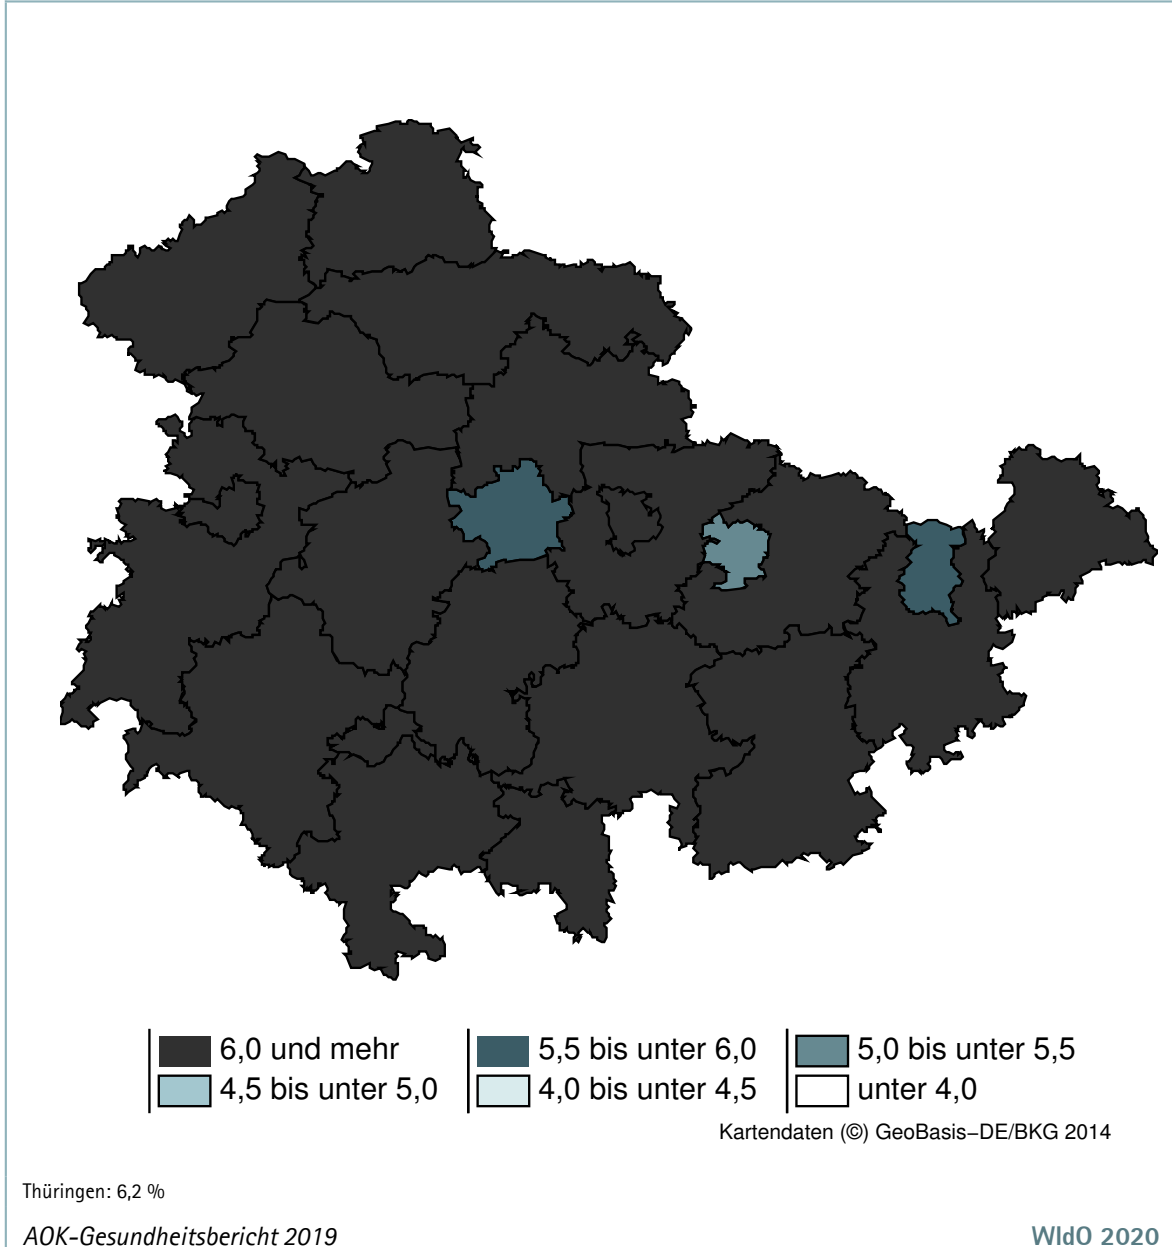 6,0 und mehr 5,5 bis unter 6,0 5,0 bis unter 5,5
4,5 bis unter 5,0 4,0 bis unter 4,5 unter 4,0
Kartendaten (©) GeoBasis−DE/BKG 2014
Thüringen: 6,2 %
AOK-Gesundheitsbericht 2019 WIdO 2020